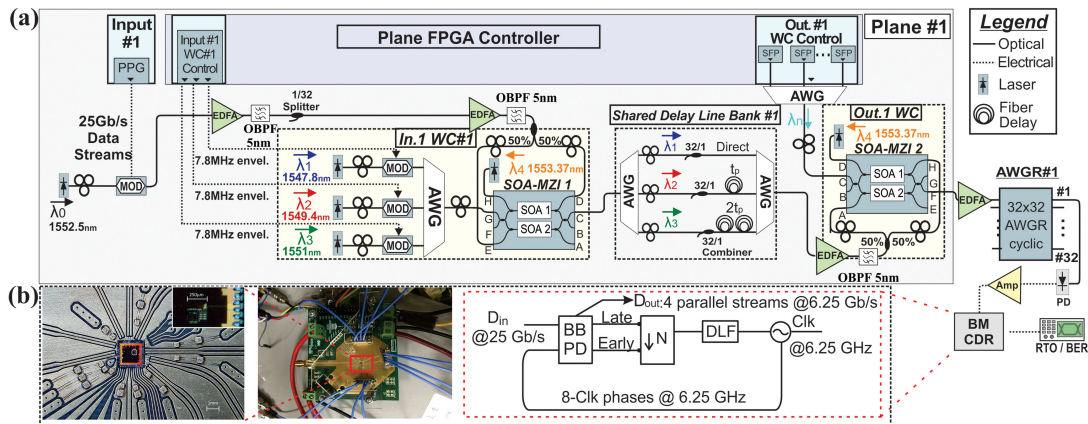 (a)
Input
#1
PPG
Input #1
WC#1
Control
Plane FPGA Controller
Out. #1
WC Control
SFP
SFP
SFP
Plane #1
Legend
Optical
Electrical
Laser
Fiber
Delay
25Gb/s
Data
Streams
λ0
1552.5nm
MOD
EDFA
OBPF
5nm
1/32
Splitter
EDFA
OBPF 5nm
In.1 WC#1
7.8MHz envel.
λ1
1547.8nm
MOD
7.8MHz envel.
λ2
1549.4nm
MOD
7.8MHz envel.
λ3
1551nm
MOD
AWG
50%
50%
λ4 1553.37nm
SOA-MZI 1
H
G
F
E
SOA 1
SOA 2
D
C
B
A
Shared Delay Line Bank #1
AWG
λ1
32/1
Direct
λ2
32/1
tp
λ3
2tp
32/1
Combiner
AWG
AWG
λn
Out.1 WC
λ4 1553.37nm
SOA-MZI 2
D
C
B
A
SOA 1
SOA 2
H
G
F
E
EDFA
50%
50%
OBPF 5nm
EDFA
AWGR#1
32x32
AWGR
cyclic
#1
#32
PD
Amp
BM
CDR
RTO / BER
(b)
250μm
Din
@25 Gb/s
BB
PD
Dout:4 parallel streams @6.25 Gb/s
Late
Early
↓N
DLF
Clk
@6.25 GHz
8-Clk phases @ 6.25 GHz